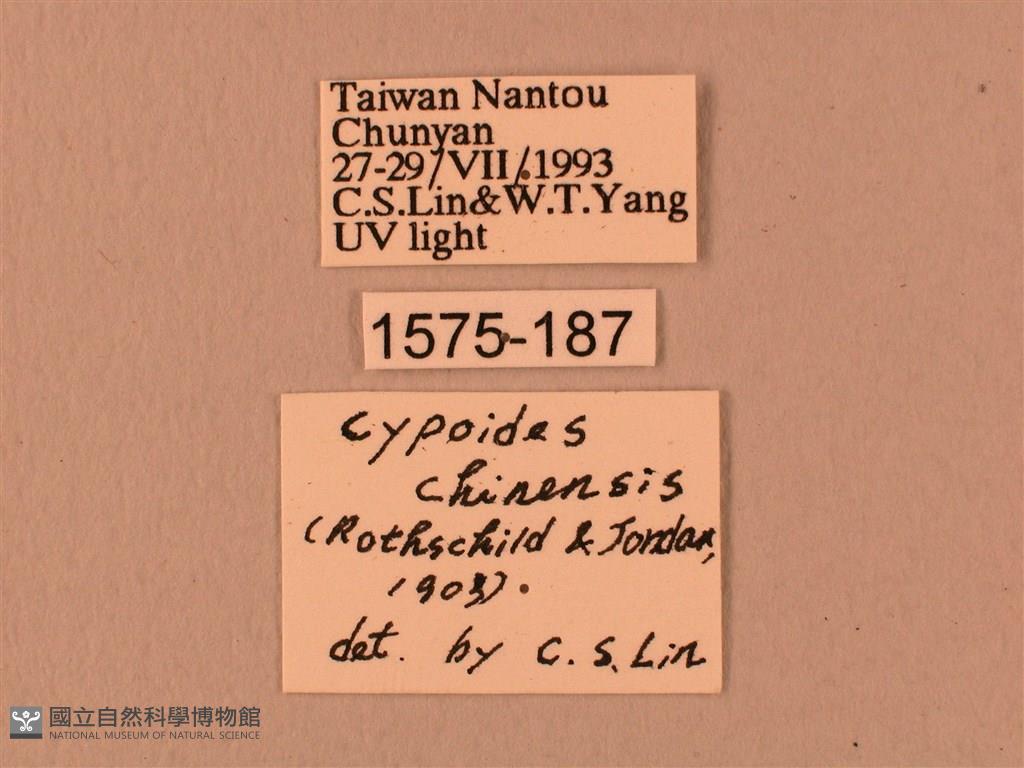 Taiwan Nantou
Chunyan
27-29/VII/1993
C.S.Lin&W.T.Yang
UV light
1575-187
Cypoides
chinensis
(Rothschild & Jordan,
1903).
det. by C.S. Lin
國立自然科學博物館
NATIONAL MUSEUM OF NATURAL SCIENCE